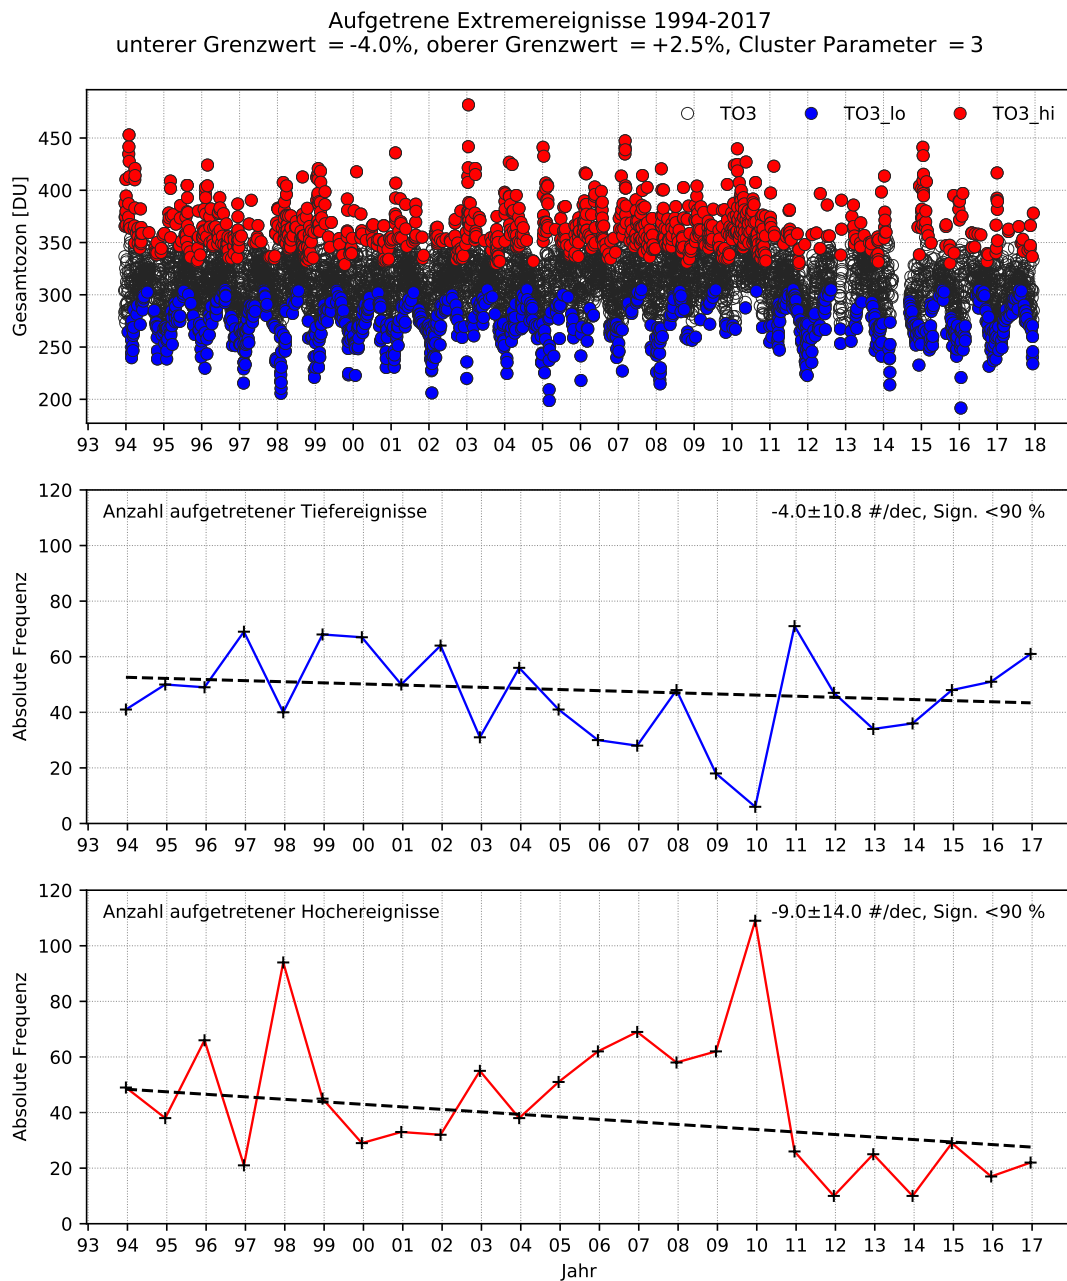 Aufgetrene Extremereignisse 1994-2017
unterer Grenzwert = -4.0%, oberer Grenzwert = +2.5%, Cluster Parameter = 3
TO3 TO3_lo TO3_hi
Gesamtozon [DU]
450
400
350
300
250
200
93 94 95 96 97 98 99 00 01 02 03 04 05 06 07 08 09 10 11 12 13 14 15 16 17 18
Anzahl aufgetretener Tiefereignisse -4.0±10.8 #/dec, Sign. <90 %
Absolute Frequenz
120
100
80
60
40
20
0
93 94 95 96 97 98 99 00 01 02 03 04 05 06 07 08 09 10 11 12 13 14 15 16 17
Anzahl aufgetretener Hochereignisse -9.0±14.0 #/dec, Sign. <90 %
Absolute Frequenz
120
100
80
60
40
20
0
93 94 95 96 97 98 99 00 01 02 03 04 05 06 07 08 09 10 11 12 13 14 15 16 17
Jahr